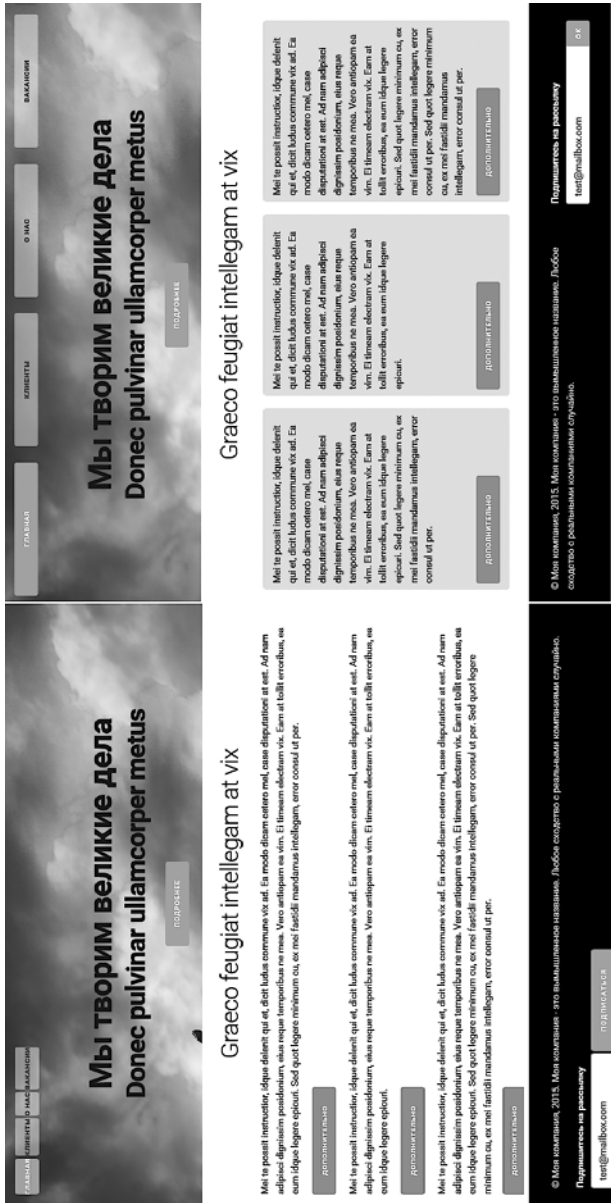 ГЛАВНАЯ КЛИЕНТЫ О НАС ВАКАНСИИ
Мы творим великие дела
Donec pulvinar ullamcorper metus
ПОДРОБНЕЕ
Graeco feugiat intellegam at vix
Mei te possit instructior, idque delenit qui et, dicit ludus commune vix ad. Ea modo dicam cetero mel, case disputationi at est. Ad nam
adipisci dignissim posidonium, eius reque temporibus ne mea. Vero antiopam ea vim. Ei timeam electram vix. Eam at tollit erroribus, ea
eum idque legere epicuri. Sed quot legere minimum cu, ex mei fastidii mandamus intellegam, error consul ut per.
ДОПОЛНИТЕЛЬНО
Mei te possit instructior, idque delenit qui et, dicit ludus commune vix ad. Ea modo dicam cetero mel, case disputationi at est. Ad nam
adipisci dignissim posidonium, eius reque temporibus ne mea. Vero antiopam ea vim. Ei timeam electram vix. Eam at tollit erroribus, ea
eum idque legere epicuri.
ДОПОЛНИТЕЛЬНО
Mei te possit instructior, idque delenit qui et, dicit ludus commune vix ad. Ea modo dicam cetero mel, case disputationi at est. Ad nam
adipisci dignissim posidonium, eius reque temporibus ne mea. Vero antiopam ea vim. Ei timeam electram vix. Eam at tollit erroribus, ea
eum idque legere epicuri. Sed quot legere minimum cu, ex mei fastidii mandamus intellegam, error consul ut per. Sed quot legere
minimum cu, ex mei fastidii mandamus intellegam, error consul ut per.
ДОПОЛНИТЕЛЬНО
© Моя компания, 2015. Моя компания - это вымышленное название. Любое сходство с реальными компаниями случайно.
Подпишитесь на рассылку
test@mailbox.com ПОДПИСАТЬСЯ
ГЛАВНАЯ КЛИЕНТЫ О НАС ВАКАНСИИ
Мы творим великие дела
Donec pulvinar ullamcorper metus
ПОДРОБНЕЕ
Graeco feugiat intellegam at vix
Mei te possit instructior, idque delenit
qui et, dicit ludus commune vix ad. Ea
modo dicam cetero mel, case
disputationi at est. Ad nam adipisci
dignissim posidonium, eius reque
temporibus ne mea. Vero antiopam ea
vim. Ei timeam electram vix. Eam at
tollit erroribus, ea eum idque legere
epicuri. Sed quot legere minimum cu, ex
mei fastidii mandamus intellegam, error
consul ut per.
ДОПОЛНИТЕЛЬНО
Mei te possit instructior, idque delenit
qui et, dicit ludus commune vix ad. Ea
modo dicam cetero mel, case
disputationi at est. Ad nam adipisci
dignissim posidonium, eius reque
temporibus ne mea. Vero antiopam ea
vim. Ei timeam electram vix. Eam at
tollit erroribus, ea eum idque legere
epicuri.
ДОПОЛНИТЕЛЬНО
Mei te possit instructior, idque delenit
qui et, dicit ludus commune vix ad. Ea
modo dicam cetero mel, case
disputationi at est. Ad nam adipisci
dignissim posidonium, eius reque
temporibus ne mea. Vero antiopam ea
vim. Ei timeam electram vix. Eam at
tollit erroribus, ea eum idque legere
epicuri. Sed quot legere minimum cu, ex
mei fastidii mandamus intellegam, error
consul ut per. Sed quot legere minimum
cu, ex mei fastidii mandamus
intellegam, error consul ut per.
ДОПОЛНИТЕЛЬНО
© Моя компания, 2015. Моя компания - это вымышленное название. Любое
сходство с реальными компаниями случайно.
Подпишитесь на рассылку
test@mailbox.com ОК